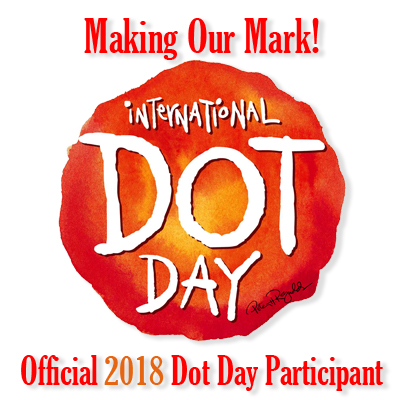 Making Our Mark!
INTERNATIONAL
DOT
DAY
Official 2018 Dot Day Participant